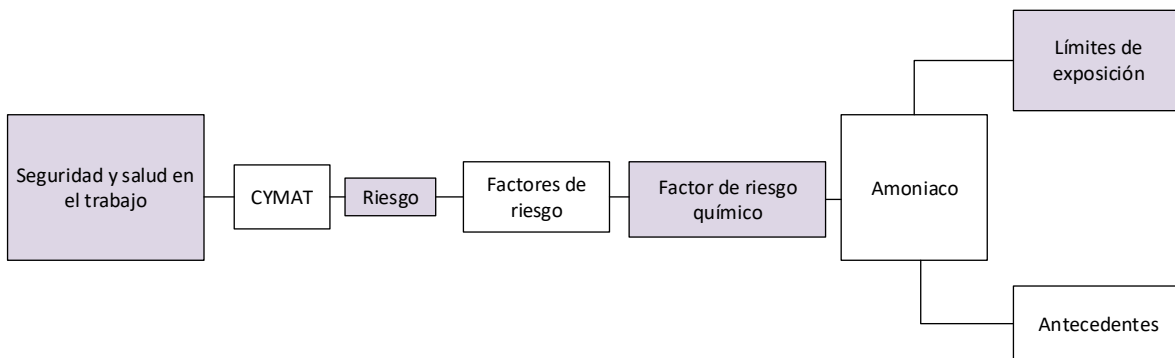 Seguridad y salud en
el trabajo
CYMAT
Riesgo
Factores de
riesgo
Factor de riesgo
químico
Amoniaco
Límites de
exposición
Antecedentes